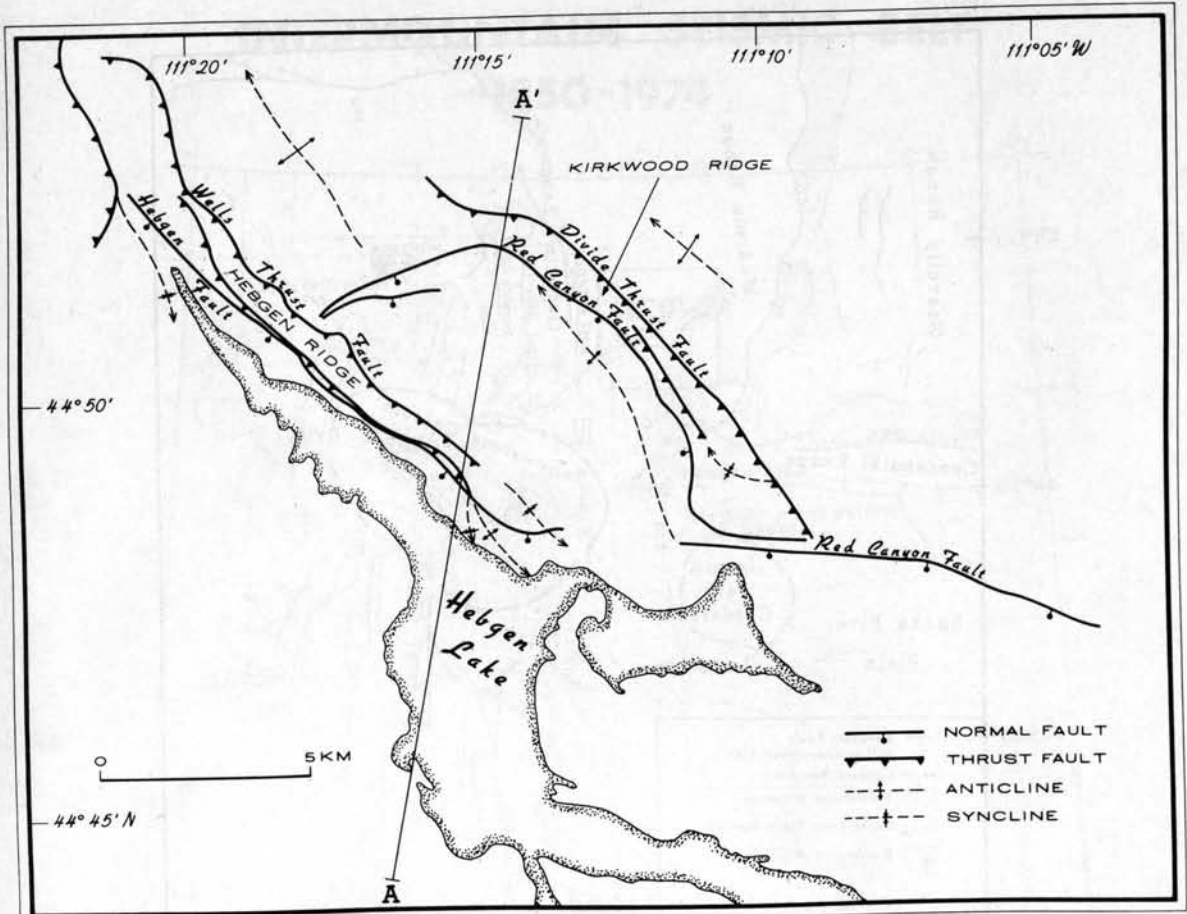 111°20'
111°15'
111°10'
111°05' W
A'
KIRKWOOD RIDGE
Hebgen Fault
Wells Thrust Fault
HEBGEN RIDGE
Red Canyon Fault
Divide Thrust Fault
44°50'
Red Canyon Fault
Hebgen
Lake
NORMAL FAULT
THRUST FAULT
ANTICLINE
SYNCLINE
0 5KM
44°45'N
A